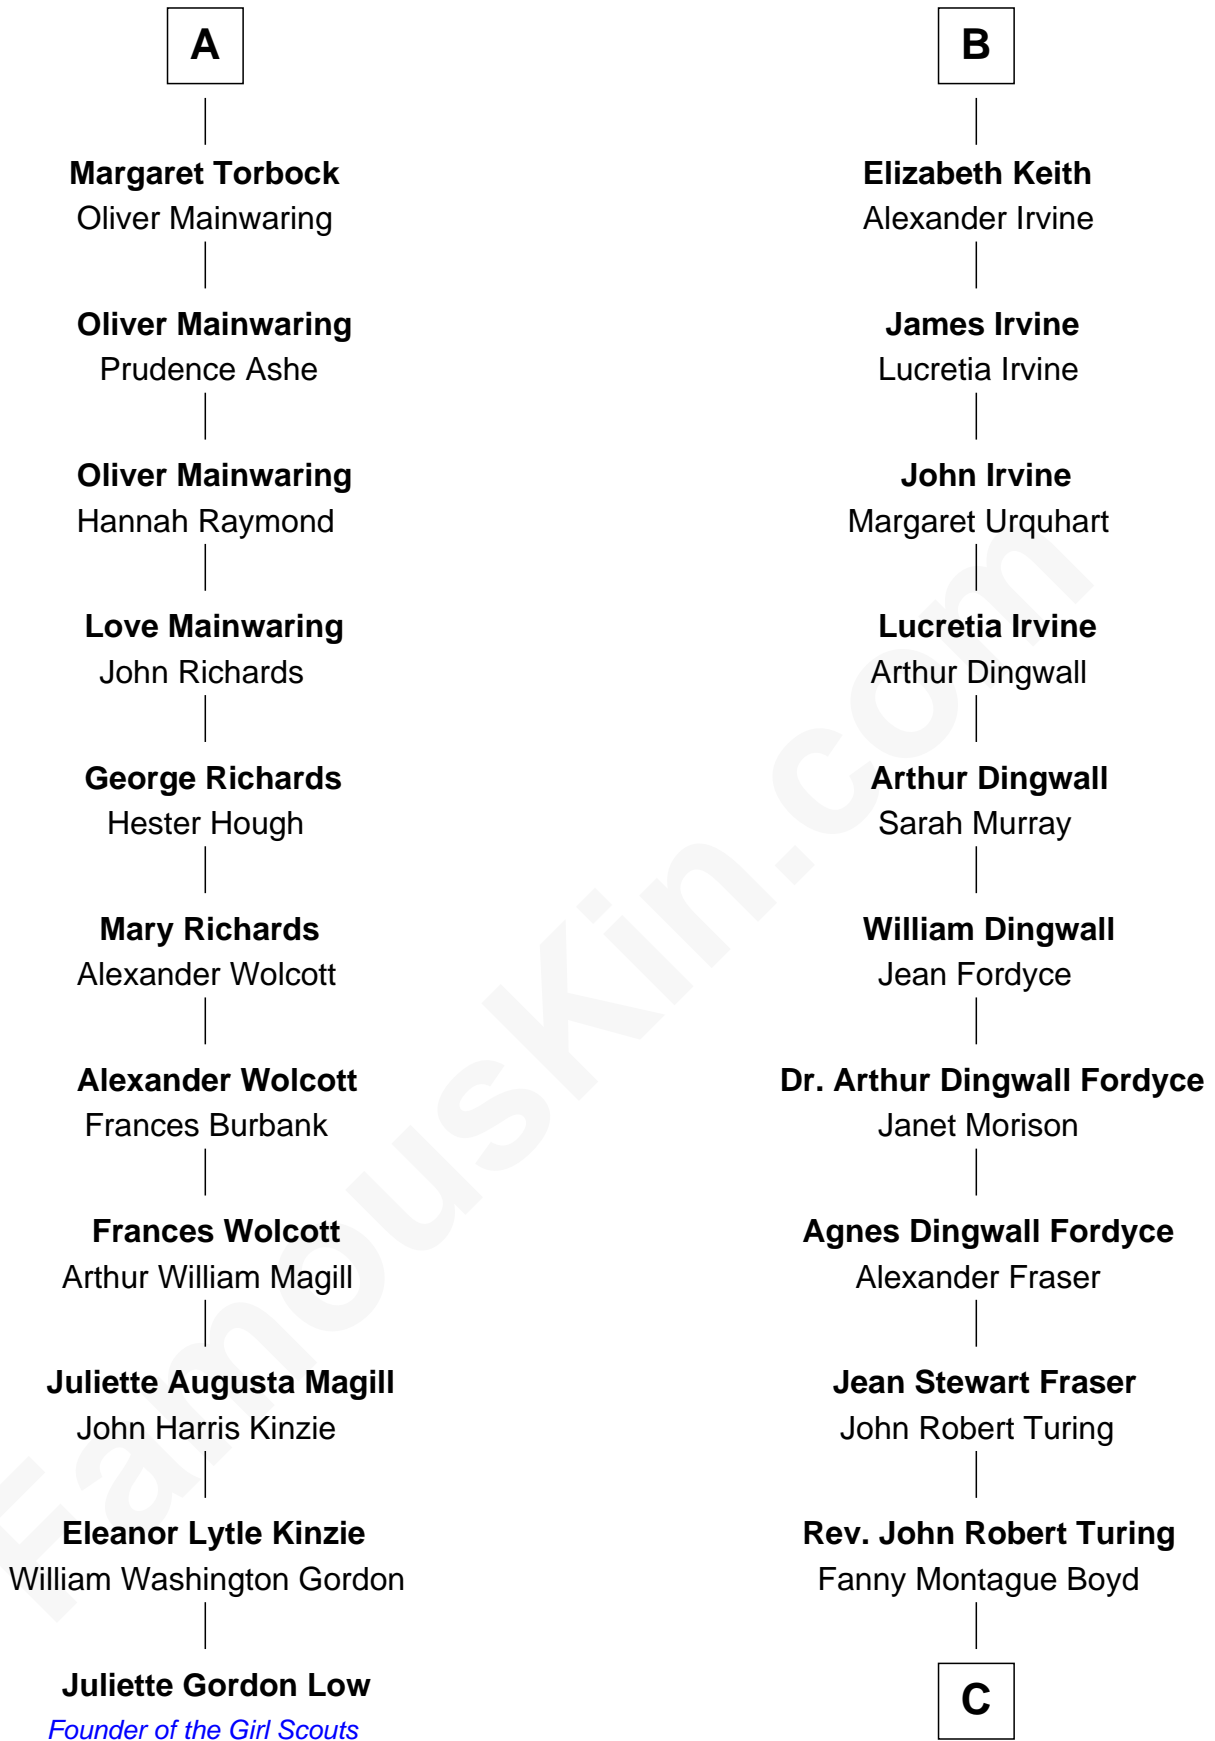 A
Margaret Torbock
Oliver Mainwaring
Oliver Mainwaring
Prudence Ashe
Oliver Mainwaring
Hannah Raymond
Love Mainwaring
John Richards
George Richards
Hester Hough
Mary Richards
Alexander Wolcott
Alexander Wolcott
Frances Burbank
Frances Wolcott
Arthur William Magill
Juliette Augusta Magill
John Harris Kinzie
Eleanor Lytle Kinzie
William Washington Gordon
Juliette Gordon Low
Founder of the Girl Scouts
B
Elizabeth Keith
Alexander Irvine
James Irvine
Lucretia Irvine
John Irvine
Margaret Urquhart
Lucretia Irvine
Arthur Dingwall
Arthur Dingwall
Sarah Murray
William Dingwall
Jean Fordyce
Dr. Arthur Dingwall Fordyce
Janet Morison
Agnes Dingwall Fordyce
Alexander Fraser
Jean Stewart Fraser
John Robert Turing
Rev. John Robert Turing
Fanny Montague Boyd
C
FamousKin.com